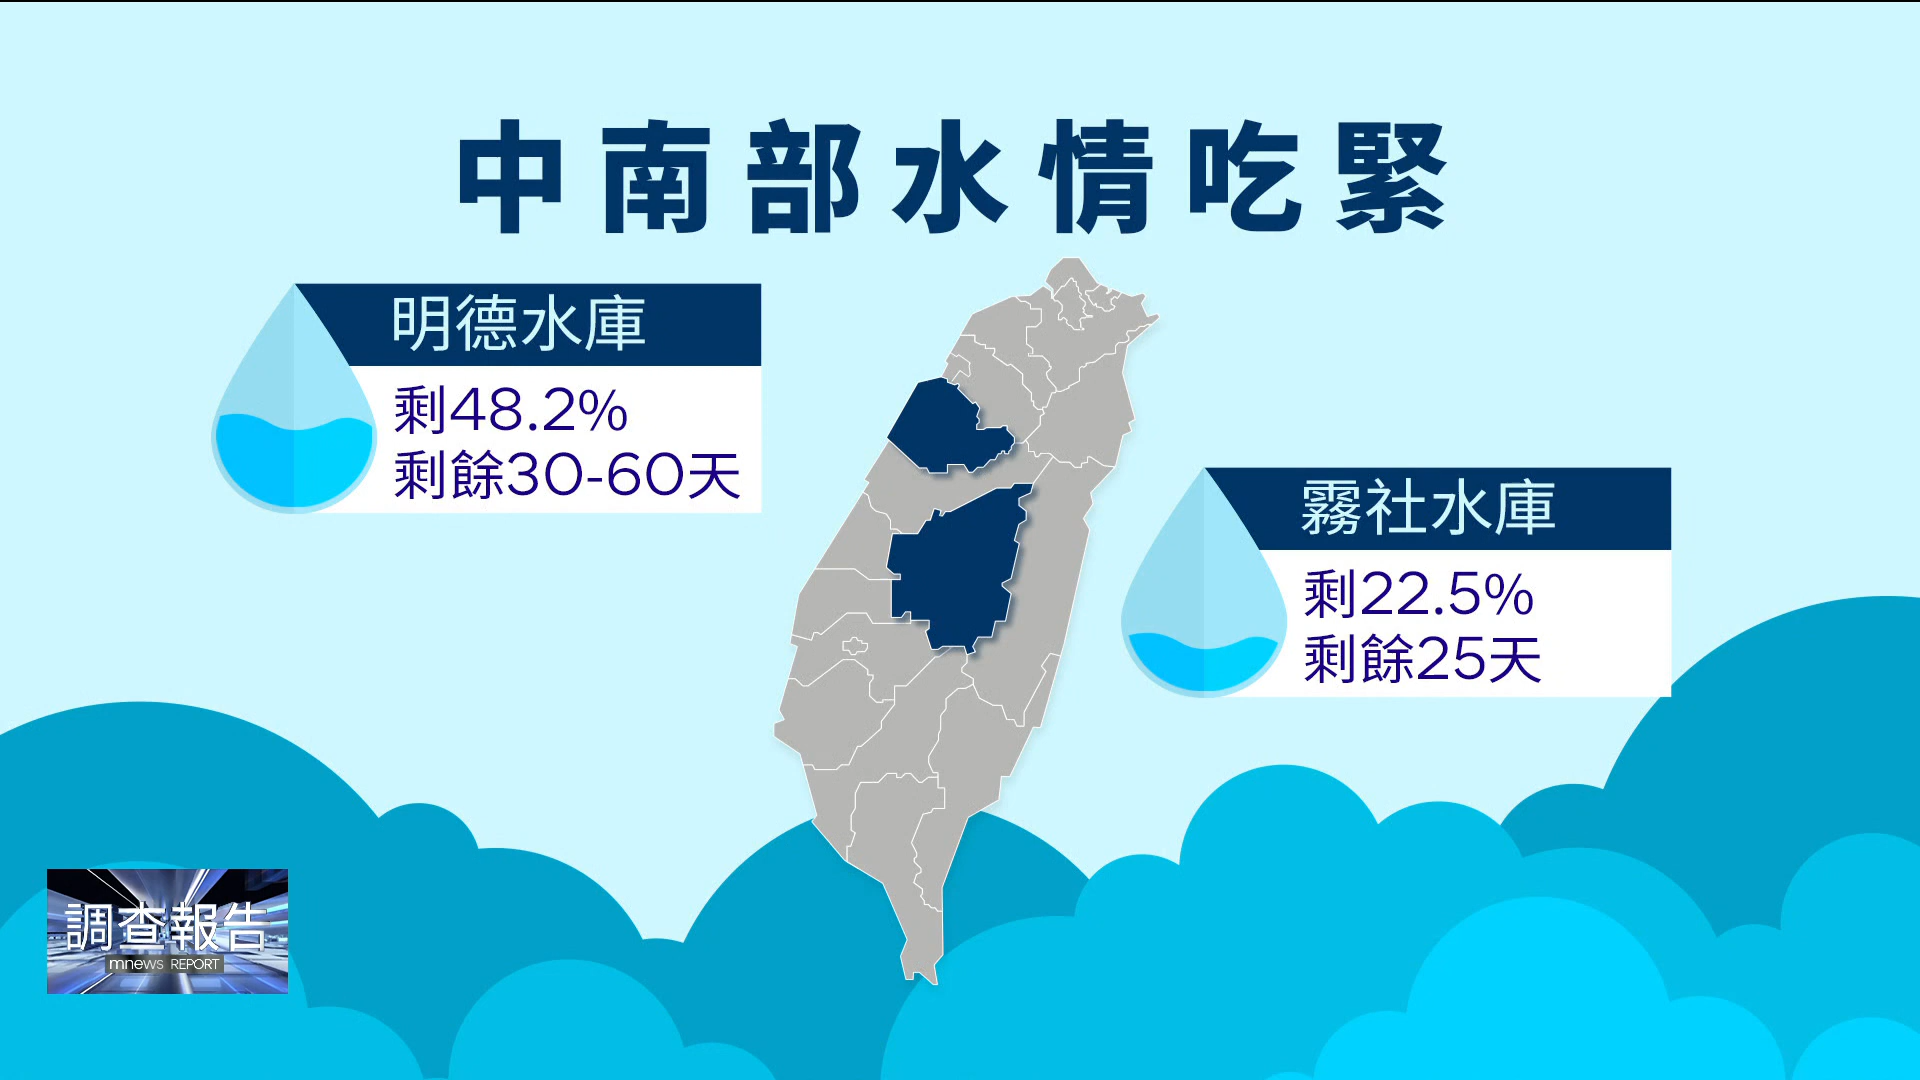 中南部水情吃緊
明德水庫
剩48.2%
剩餘30-60天
霧社水庫
剩22.5%
剩餘25天
調查報告
mnews REPORT